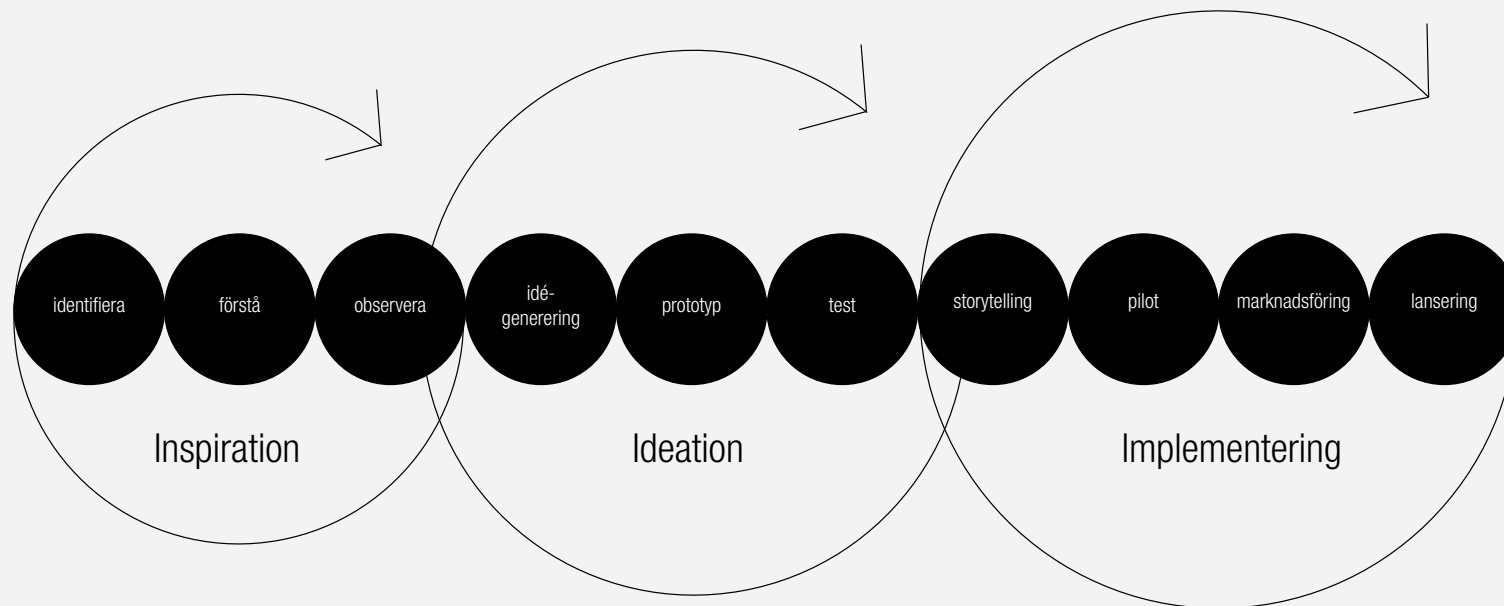 identifiera
förstå
observera
idé-
generering
prototyp
test
storytelling
pilot
marknadsföring
lansering
Inspiration
Ideation
Implementering